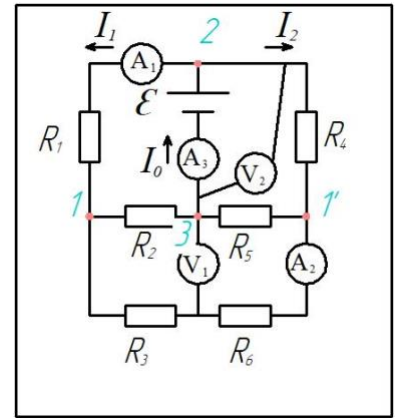 I₁ 2 I₂
A₁
ℰ
R₁ I₀ A₃ V₂ R₄
1 R₂ 3 R₅ 1'
V₁ A₂
R₃ R₆